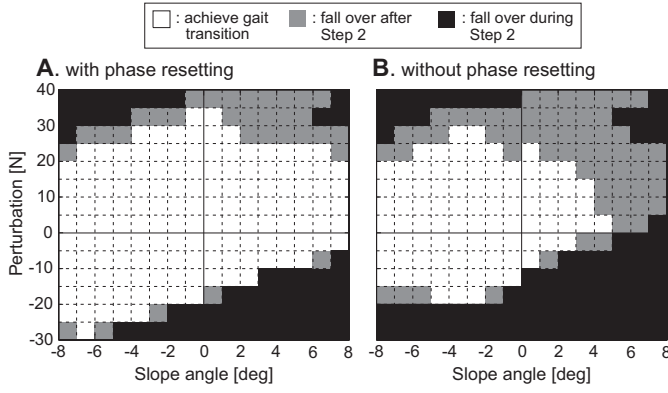 : achieve gait transition
: fall over after Step 2
: fall over during Step 2
A. with phase resetting
B. without phase resetting
Perturbation [N]
40
30
20
10
0
-10
-20
-30
-8 -6 -4 -2 0 2 4 6 8
Slope angle [deg]
-8 -6 -4 -2 0 2 4 6 8
Slope angle [deg]